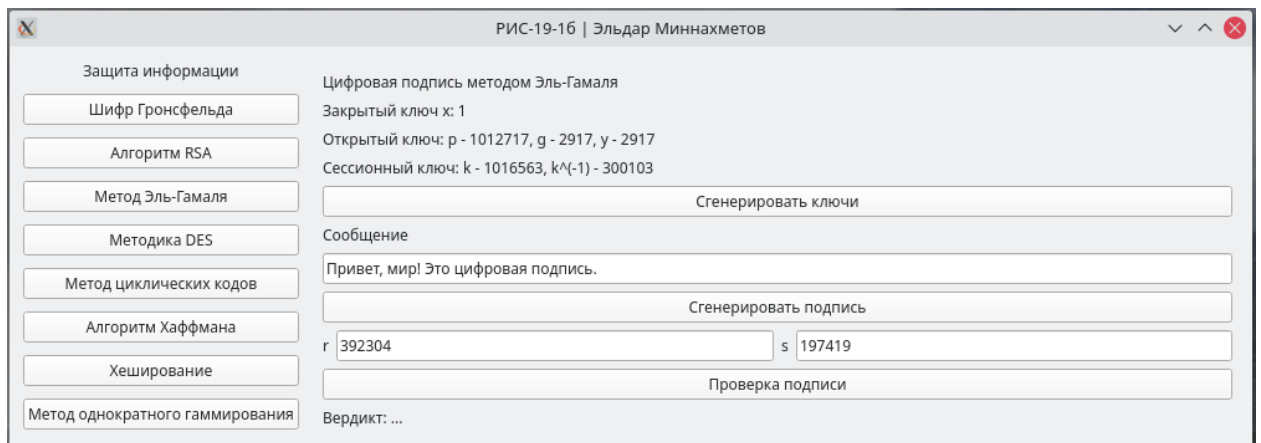 РИС-19-1б | Эльдар Миннахметов
Защита информации
Шифр Гронсфельда
Алгоритм RSA
Метод Эль-Гамаля
Методика DES
Метод циклических кодов
Алгоритм Хаффмана
Хеширование
Метод однократного гаммирования
Цифровая подпись методом Эль-Гамаля
Закрытый ключ x: 1
Открытый ключ: p - 1012717, g - 2917, y - 2917
Сессионный ключ: k - 1016563, k^(-1) - 300103
Сгенерировать ключи
Сообщение
Привет, мир! Это цифровая подпись.
Сгенерировать подпись
r 392304 s 197419
Проверка подписи
Вердикт: ...